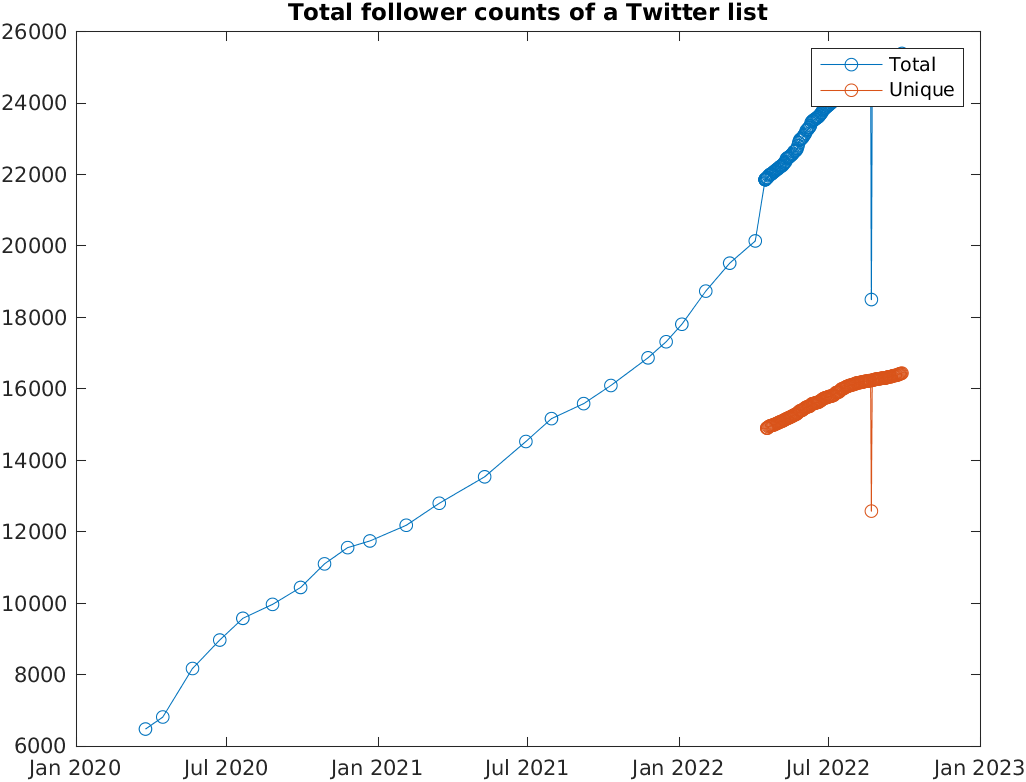 Total follower counts of a Twitter list
26000
24000
22000
20000
18000
16000
14000
12000
10000
8000
6000
Total
Unique
Jan 2020
Jul 2020
Jan 2021
Jul 2021
Jan 2022
Jul 2022
Jan 2023